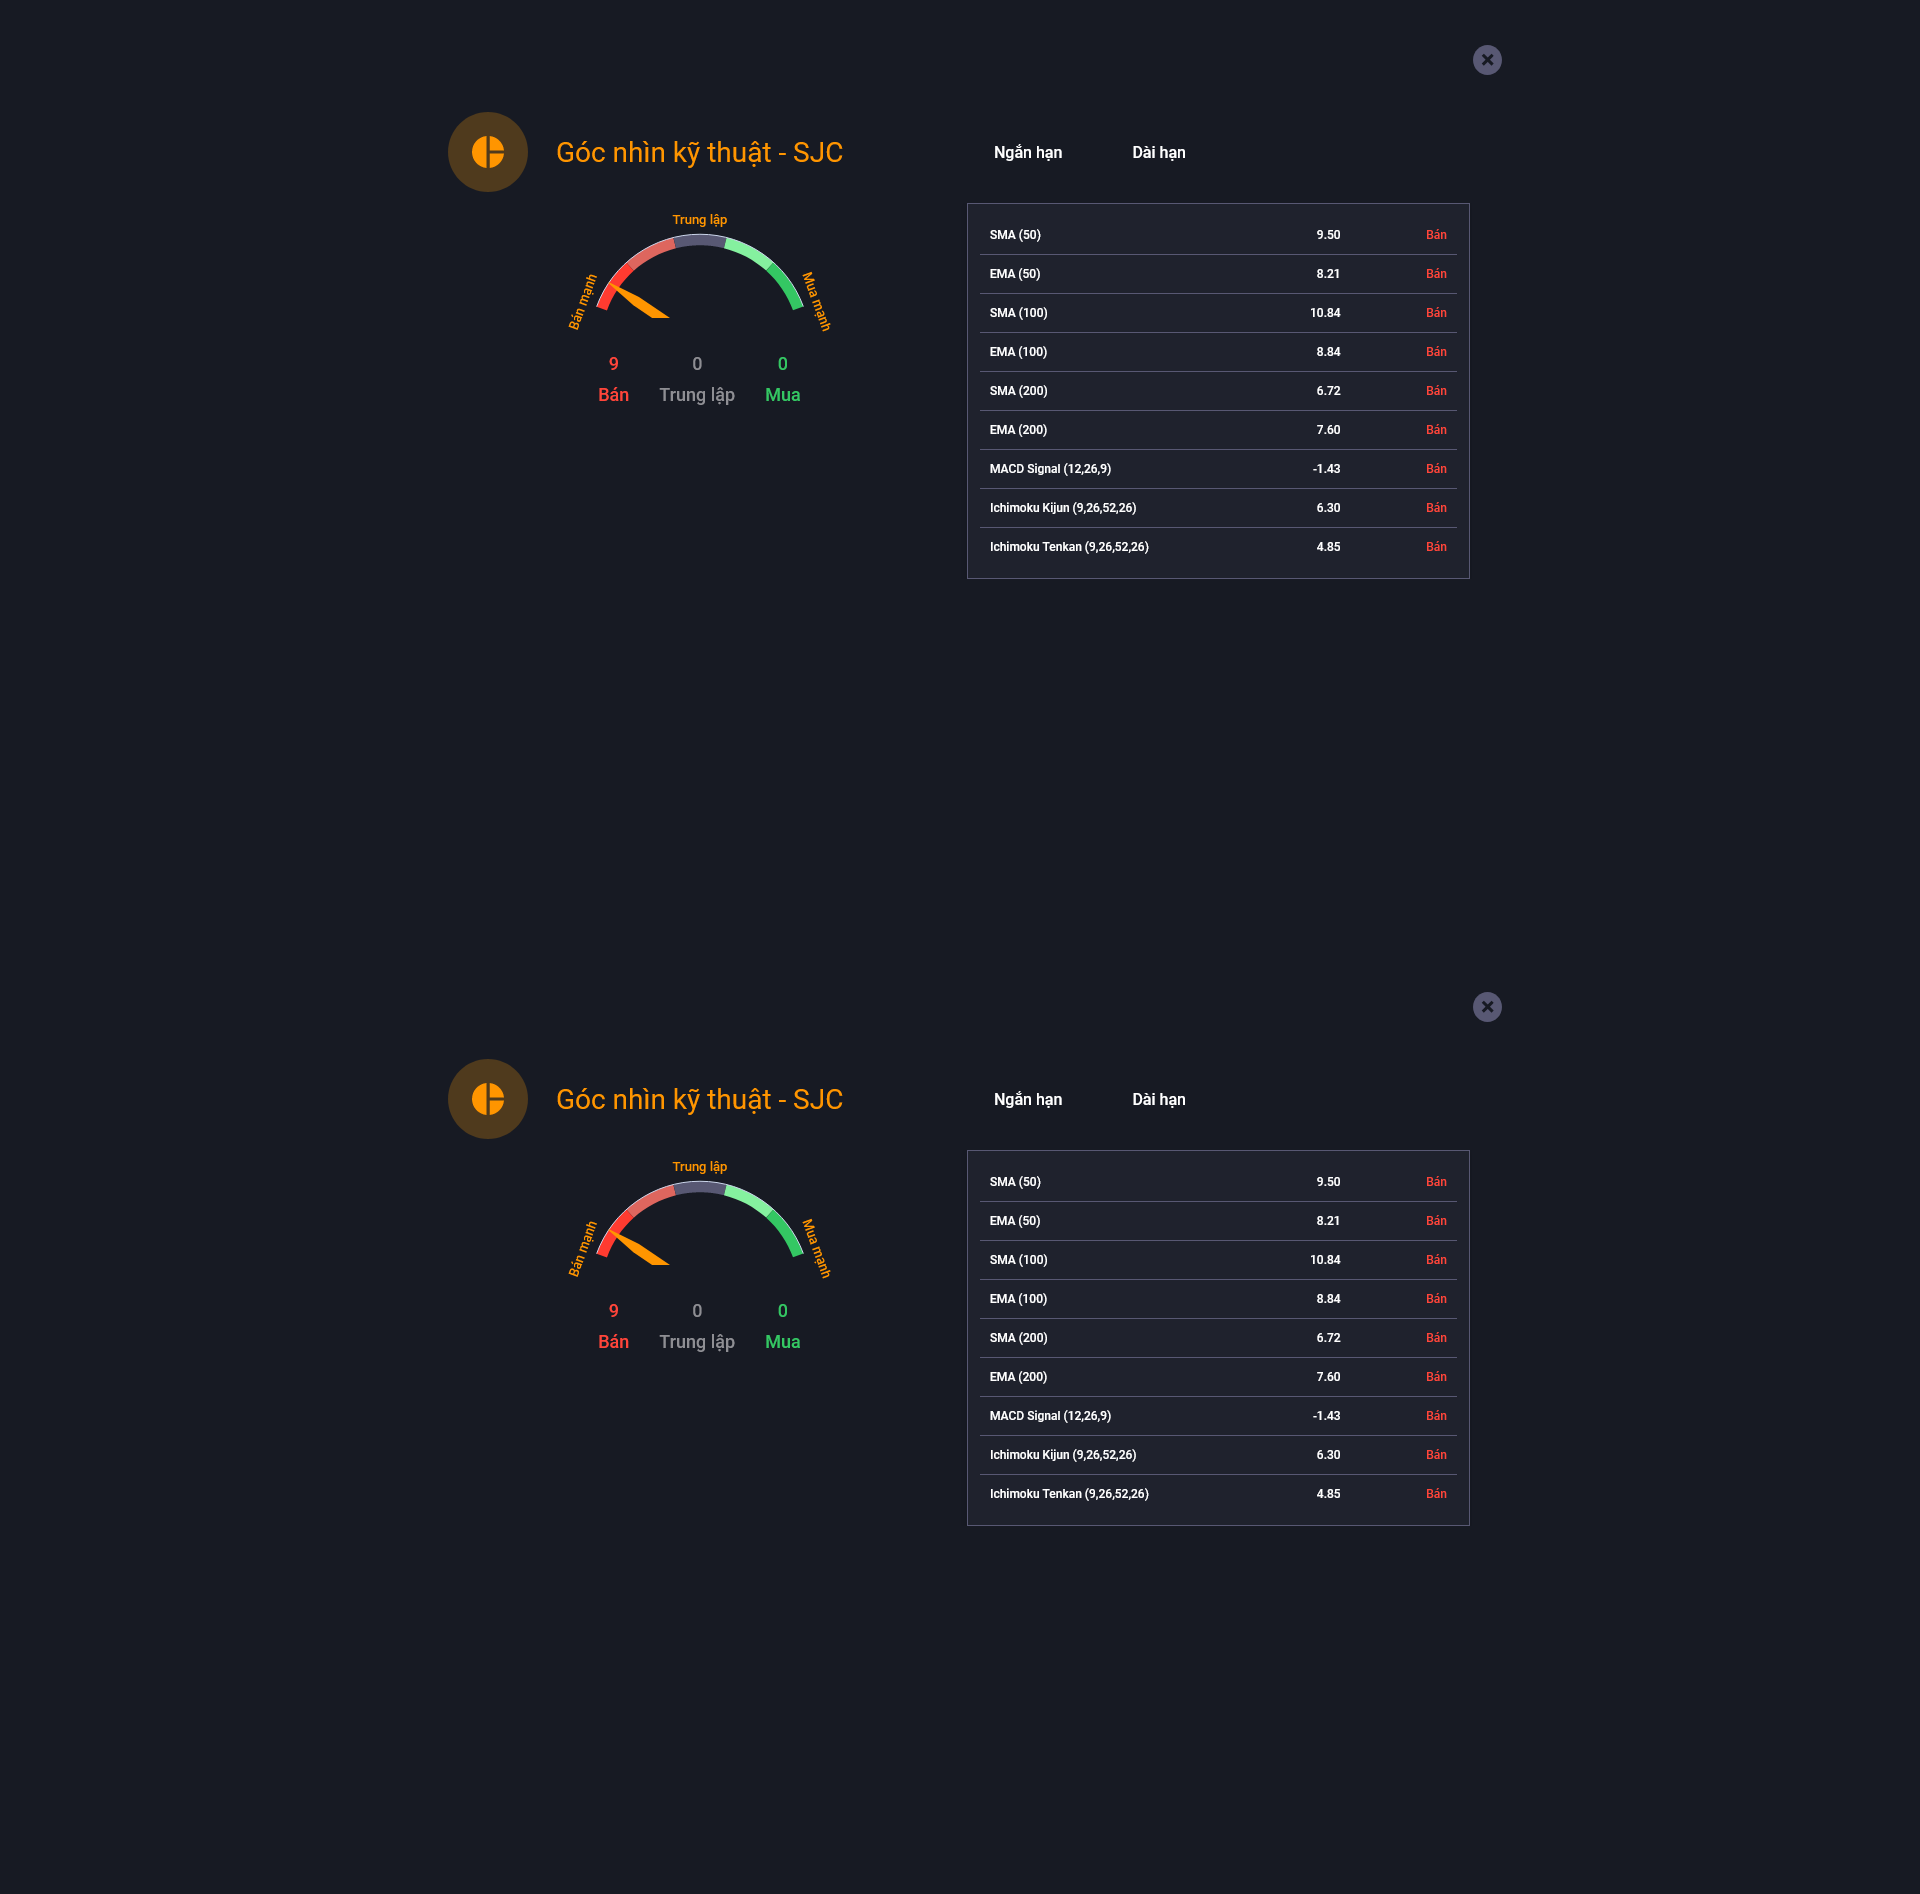 Góc nhìn kỹ thuật - SJC
Ngắn hạn Dài hạn
Trung lập
Bán mạnh
Mua mạnh
9 0 0
Bán Trung lập Mua
SMA (50) 9.50 Bán
EMA (50) 8.21 Bán
SMA (100) 10.84 Bán
EMA (100) 8.84 Bán
SMA (200) 6.72 Bán
EMA (200) 7.60 Bán
MACD Signal (12,26,9) -1.43 Bán
Ichimoku Kijun (9,26,52,26) 6.30 Bán
Ichimoku Tenkan (9,26,52,26) 4.85 Bán
Góc nhìn kỹ thuật - SJC
Ngắn hạn Dài hạn
Trung lập
Bán mạnh
Mua mạnh
9 0 0
Bán Trung lập Mua
SMA (50) 9.50 Bán
EMA (50) 8.21 Bán
SMA (100) 10.84 Bán
EMA (100) 8.84 Bán
SMA (200) 6.72 Bán
EMA (200) 7.60 Bán
MACD Signal (12,26,9) -1.43 Bán
Ichimoku Kijun (9,26,52,26) 6.30 Bán
Ichimoku Tenkan (9,26,52,26) 4.85 Bán